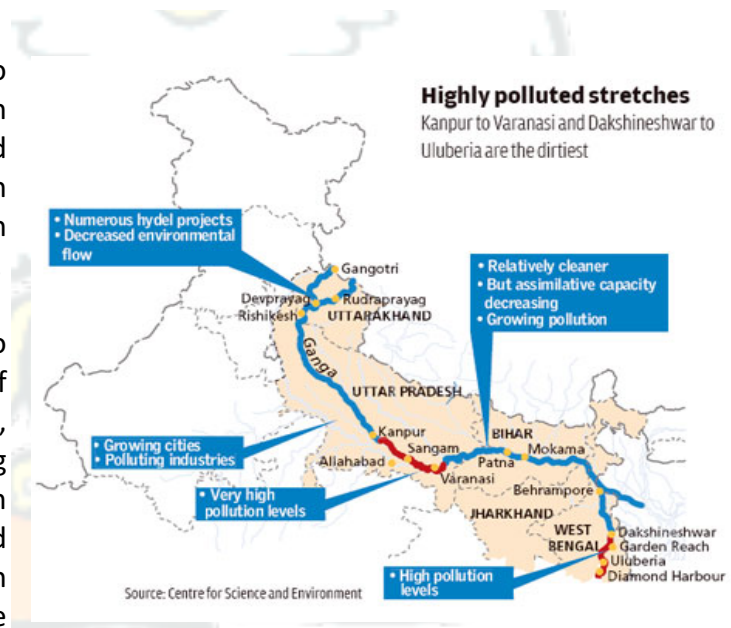 Highly polluted stretches
Kanpur to Varanasi and Dakshineshwar to
Uluberia are the dirtiest
• Numerous hydel projects
• Decreased environmental
flow
Gangotri
Devprayag
Rudraprayag
Rishikesh
UTTARAKHAND
• Relatively cleaner
• But assimilative capacity
decreasing
• Growing pollution
Ganga
UTTAR PRADESH
• Growing cities
• Polluting industries
Kanpur
Sangam
Allahabad
Varanasi
BIHAR
Patna
Mokama
• Very high
pollution levels
Behrampore
JHARKHAND
WEST
BENGAL
Dakshineshwar
Garden Reach
Uluberia
Diamond Harbour
• High pollution
levels
Source: Centre for Science and Environment